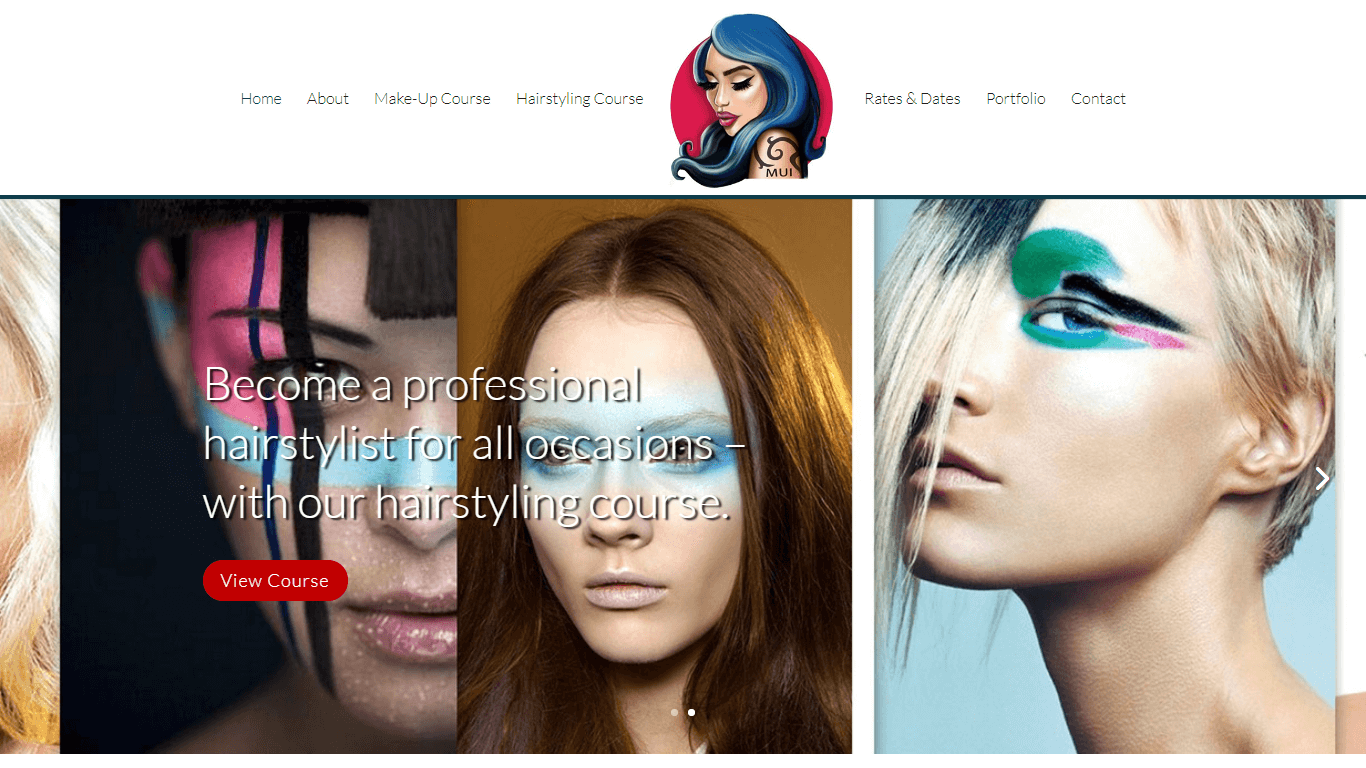 Home About Make-Up Course Hairstyling Course Rates & Dates Portfolio Contact
MUI
Become a professional
hairstylist for all occasions –
with our hairstyling course.
View Course